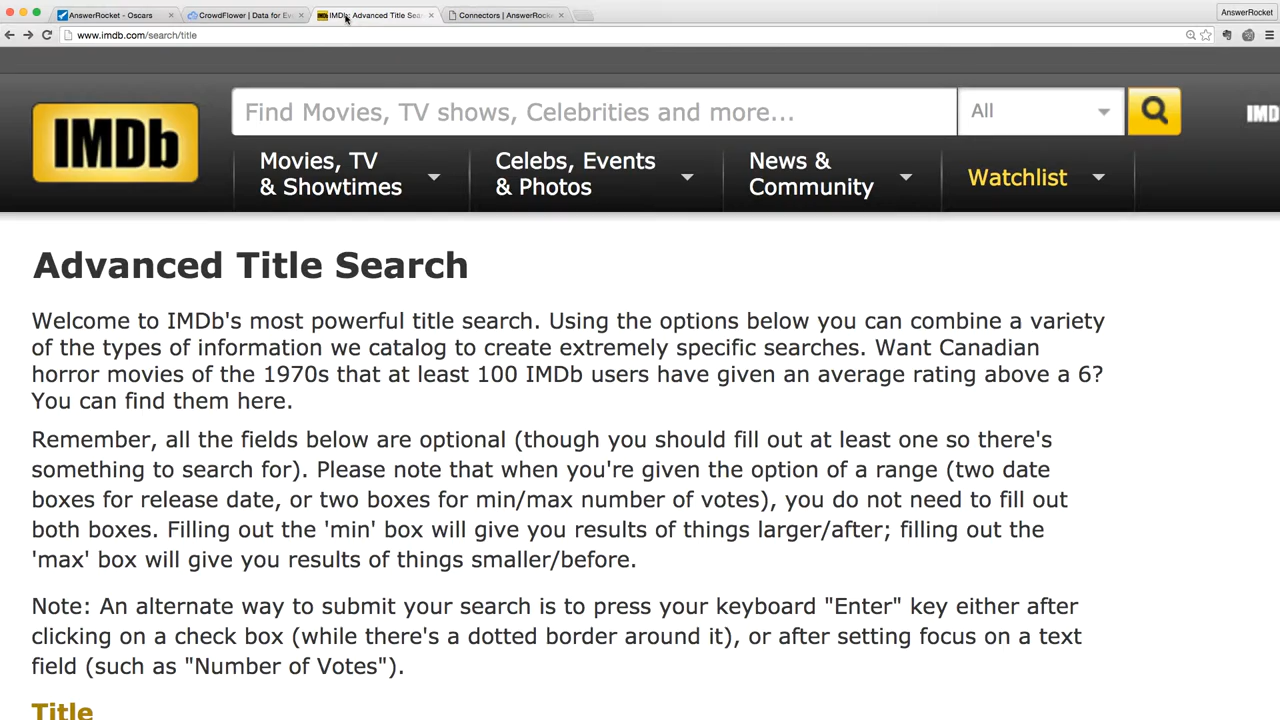 AnswerRocket - Oscars
CrowdFlower | Data for Eve
IMDb: Advanced Title Sear
Connectors | AnswerRocket
AnswerRocket
www.imdb.com/search/title
IMDb
Find Movies, TV shows, Celebrities and more...
All
IMD
Movies, TV
& Showtimes
Celebs, Events
& Photos
News &
Community
Watchlist
Advanced Title Search
Welcome to IMDb's most powerful title search. Using the options below you can combine a variety
of the types of information we catalog to create extremely specific searches. Want Canadian
horror movies of the 1970s that at least 100 IMDb users have given an average rating above a 6?
You can find them here.
Remember, all the fields below are optional (though you should fill out at least one so there's
something to search for). Please note that when you're given the option of a range (two date
boxes for release date, or two boxes for min/max number of votes), you do not need to fill out
both boxes. Filling out the 'min' box will give you results of things larger/after; filling out the
'max' box will give you results of things smaller/before.
Note: An alternate way to submit your search is to press your keyboard "Enter" key either after
clicking on a check box (while there's a dotted border around it), or after setting focus on a text
field (such as "Number of Votes").
Title